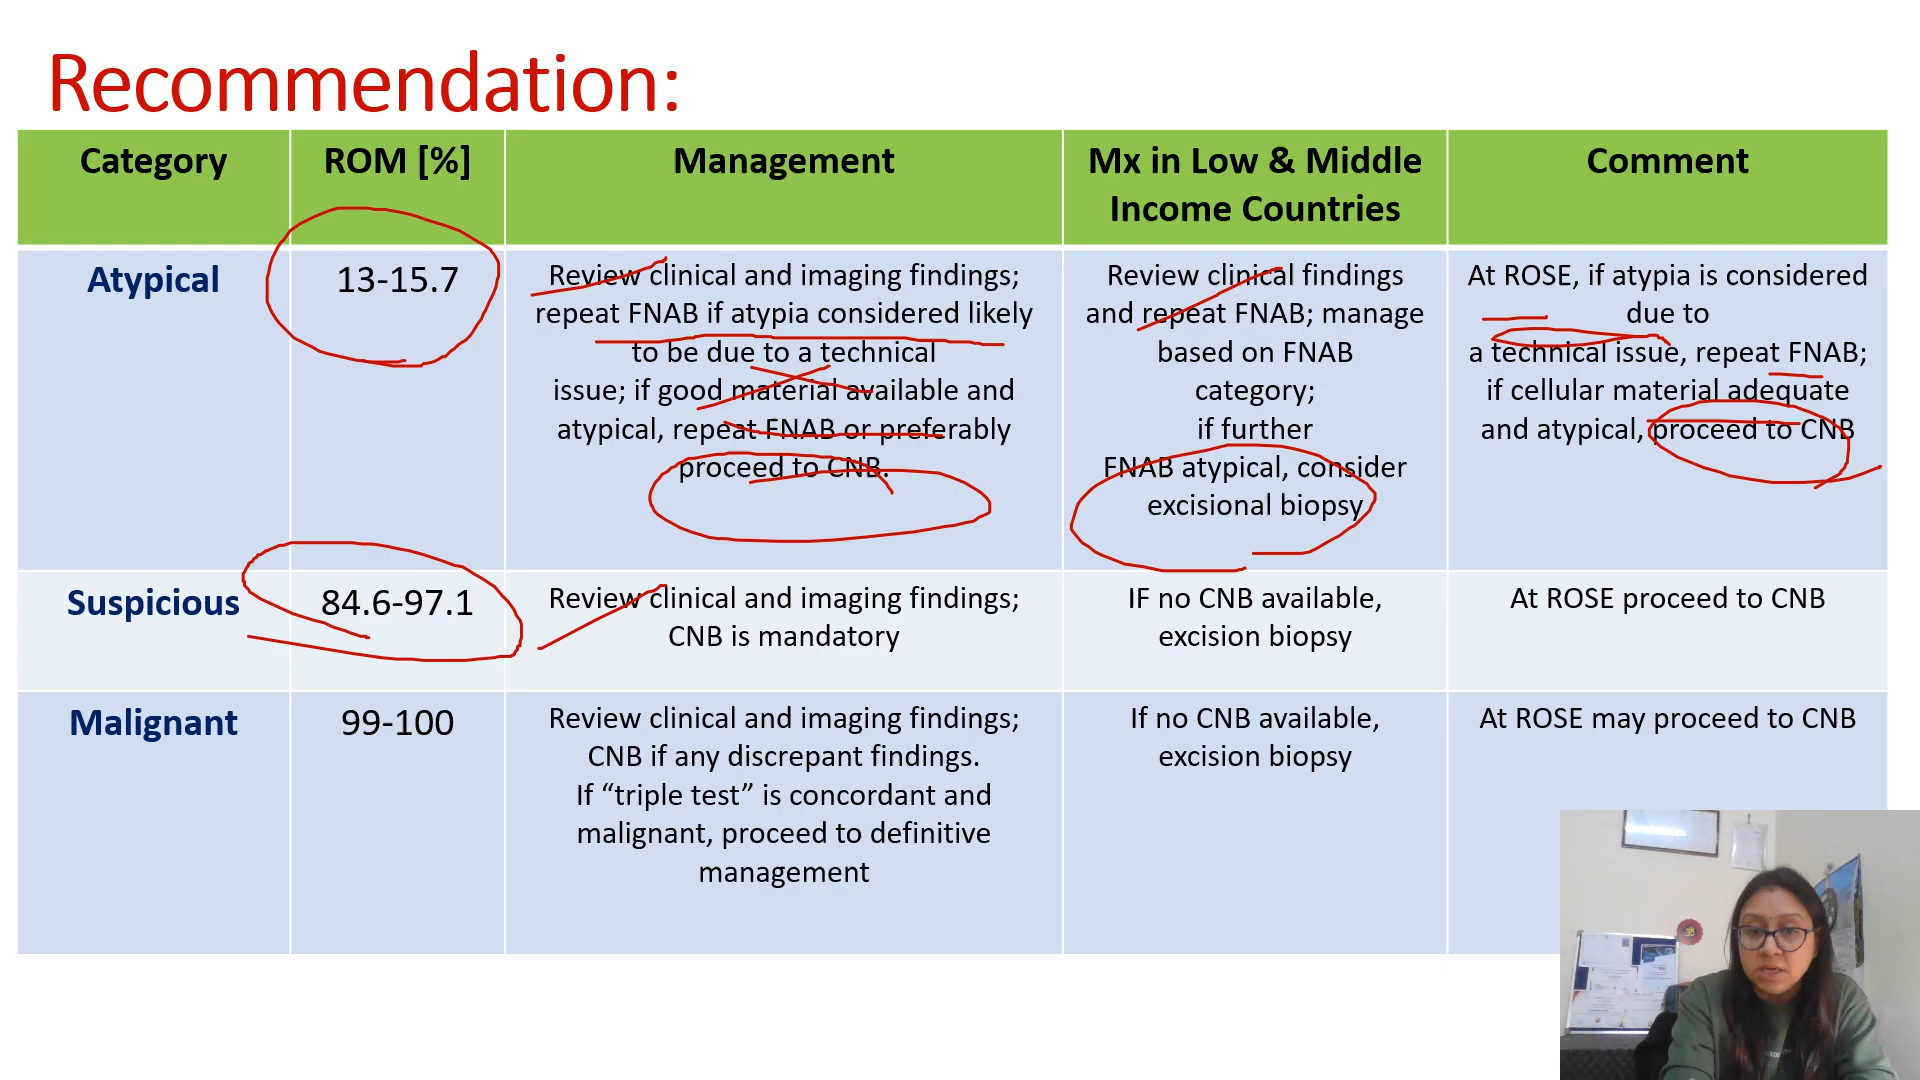 Recommendation:
Category
ROM [%]
Management
Mx in Low & Middle
Income Countries
Comment
Atypical
13-15.7
Review clinical and imaging findings;
repeat FNAB if atypia considered likely
to be due to a technical
issue; if good material available and
atypical, repeat FNAB or preferably
proceed to CNB.
Review clinical findings
and repeat FNAB; manage
based on FNAB
category;
if further
FNAB atypical, consider
excisional biopsy
At ROSE, if atypia is considered
due to
a technical issue, repeat FNAB;
if cellular material adequate
and atypical, proceed to CNB
Suspicious
84.6-97.1
Review clinical and imaging findings;
CNB is mandatory
IF no CNB available,
excision biopsy
At ROSE proceed to CNB
Malignant
99-100
Review clinical and imaging findings;
CNB if any discrepant findings.
If “triple test” is concordant and
malignant, proceed to definitive
management
If no CNB available,
excision biopsy
At ROSE may proceed to CNB